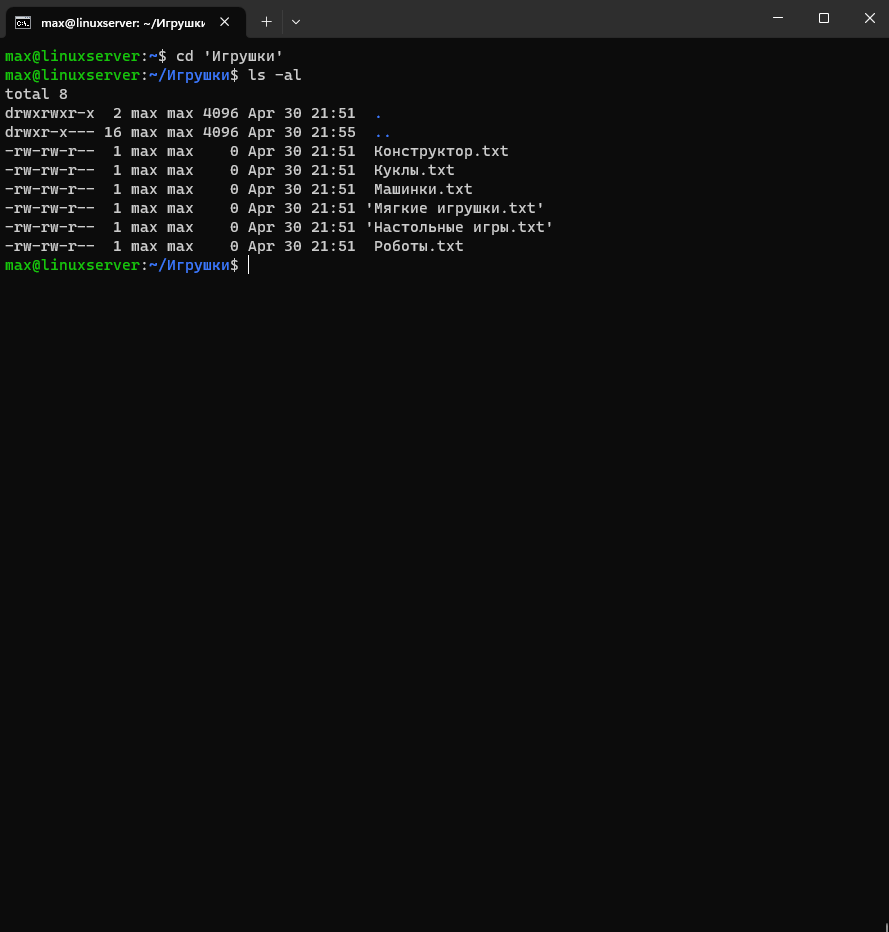 max@linuxserver: ~/Игрушки
max@linuxserver:~$ cd 'Игрушки'
max@linuxserver:~/Игрушки$ ls -al
total 8
drwxrwxr-x  2 max max 4096 Apr 30 21:51  .
drwxr-x--- 16 max max 4096 Apr 30 21:55  ..
-rw-rw-r--  1 max max    0 Apr 30 21:51  Конструктор.txt
-rw-rw-r--  1 max max    0 Apr 30 21:51  Куклы.txt
-rw-rw-r--  1 max max    0 Apr 30 21:51  Машинки.txt
-rw-rw-r--  1 max max    0 Apr 30 21:51 'Мягкие игрушки.txt'
-rw-rw-r--  1 max max    0 Apr 30 21:51 'Настольные игры.txt'
-rw-rw-r--  1 max max    0 Apr 30 21:51  Роботы.txt
max@linuxserver:~/Игрушки$